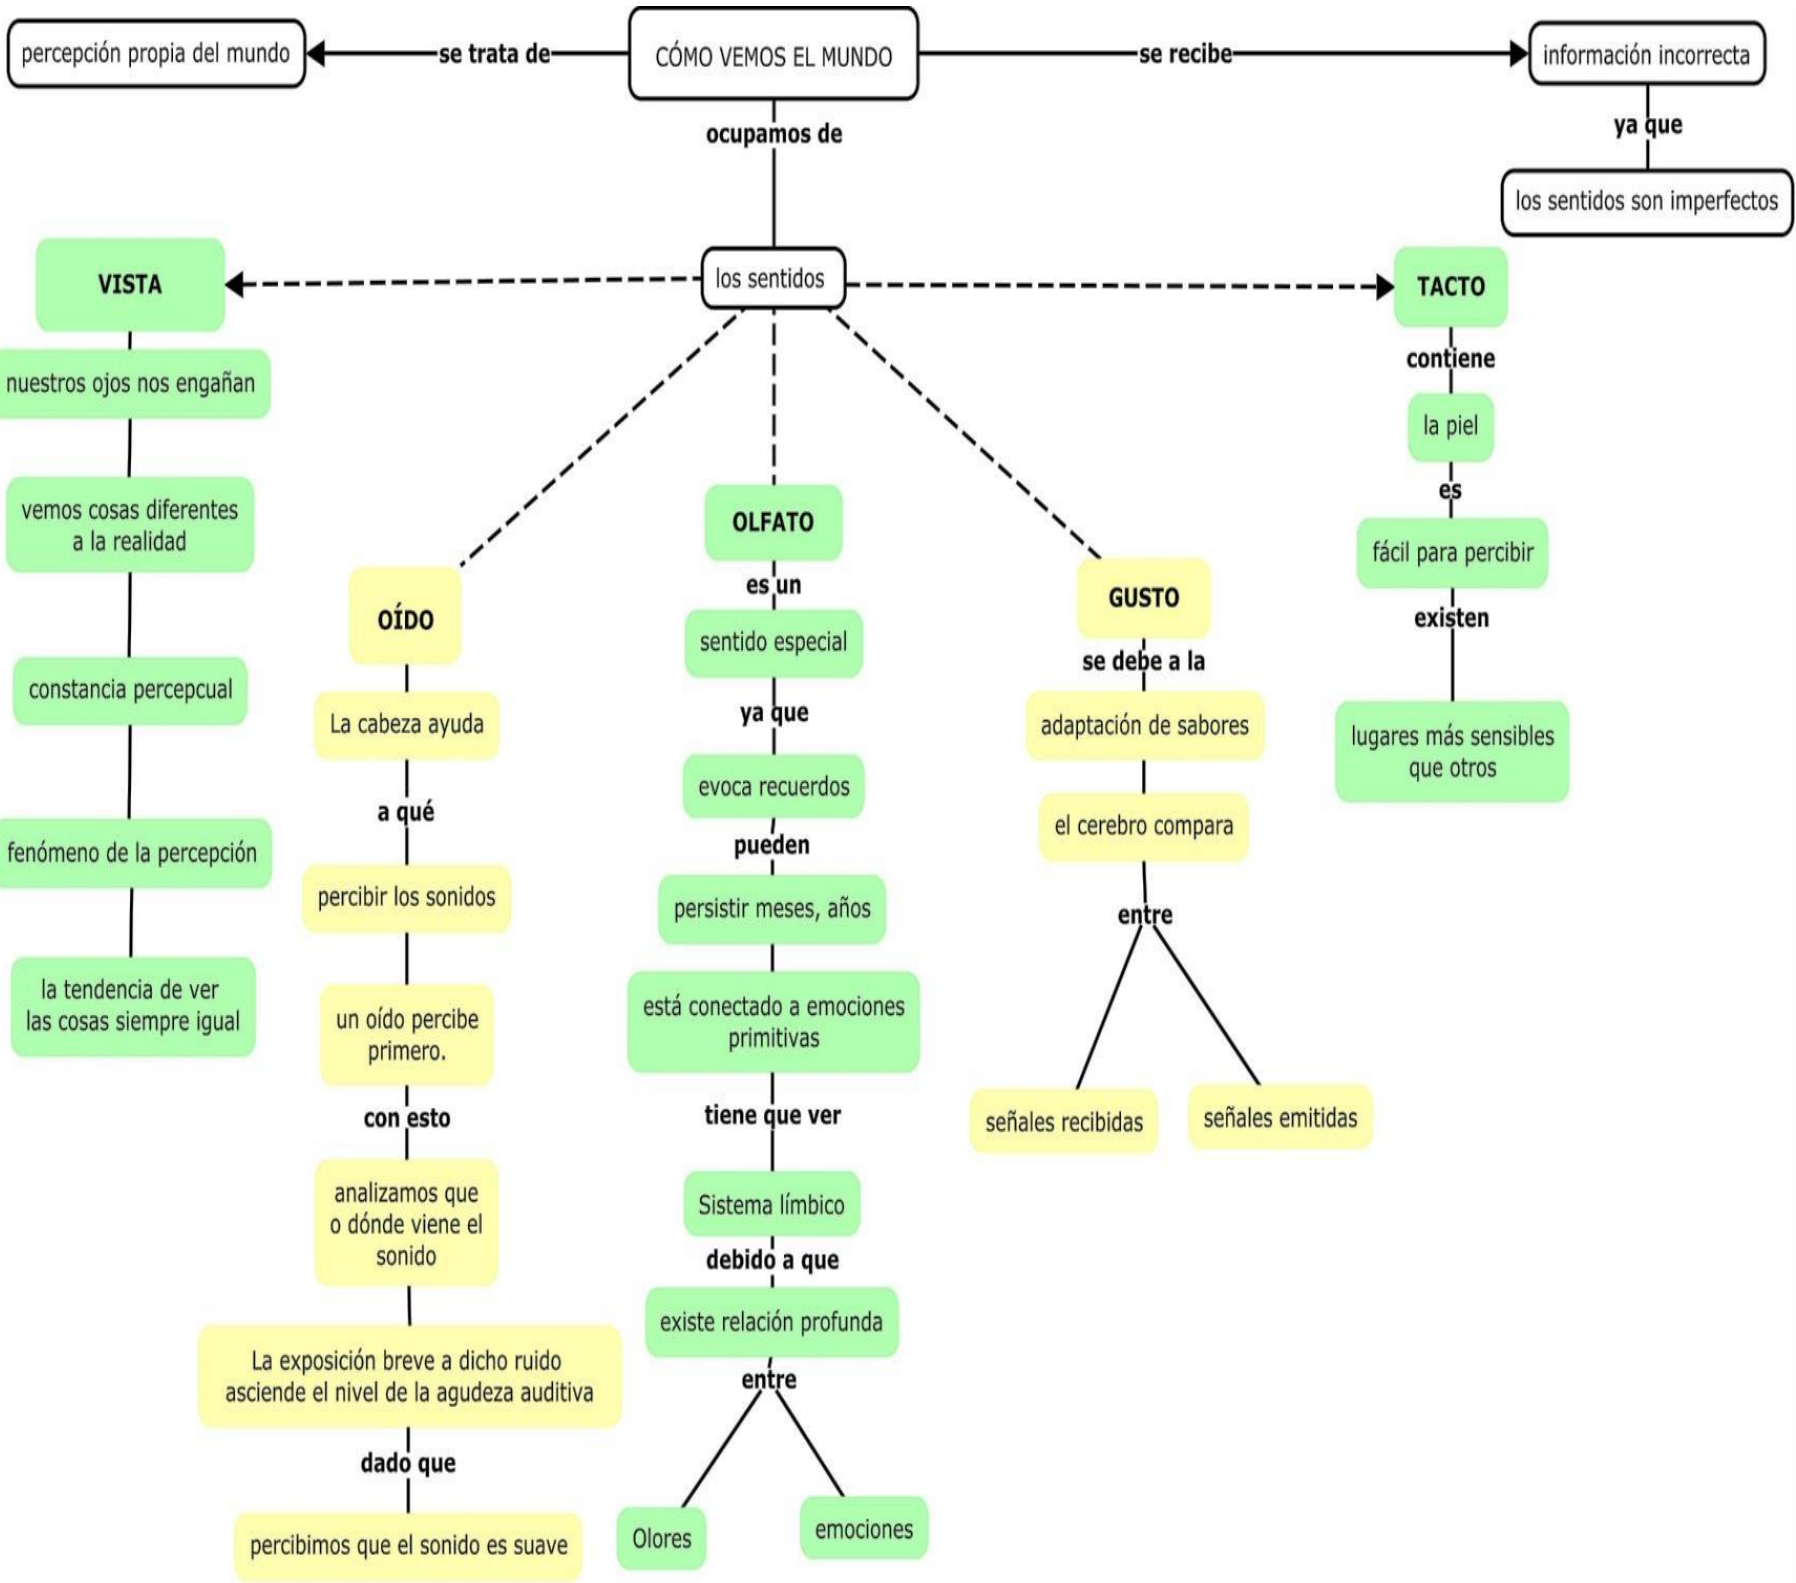 percepción propia del mundo
se trata de
CÓMO VEMOS EL MUNDO
se recibe
información incorrecta
ya que
los sentidos son imperfectos
ocupamos de
los sentidos
VISTA
nuestros ojos nos engañan
vemos cosas diferentes
a la realidad
constancia percepcual
fenómeno de la percepción
la tendencia de ver
las cosas siempre igual
OÍDO
La cabeza ayuda
a qué
percibir los sonidos
un oído percibe
primero.
con esto
analizamos que
o dónde viene el
sonido
La exposición breve a dicho ruido
asciende el nivel de la agudeza auditiva
dado que
percibimos que el sonido es suave
OLFATO
es un
sentido especial
ya que
evoca recuerdos
pueden
persistir meses, años
está conectado a emociones
primitivas
tiene que ver
Sistema límbico
debido a que
existe relación profunda
entre
Olores
emociones
GUSTO
se debe a la
adaptación de sabores
el cerebro compara
entre
señales recibidas
señales emitidas
TACTO
contiene
la piel
es
fácil para percibir
existen
lugares más sensibles
que otros